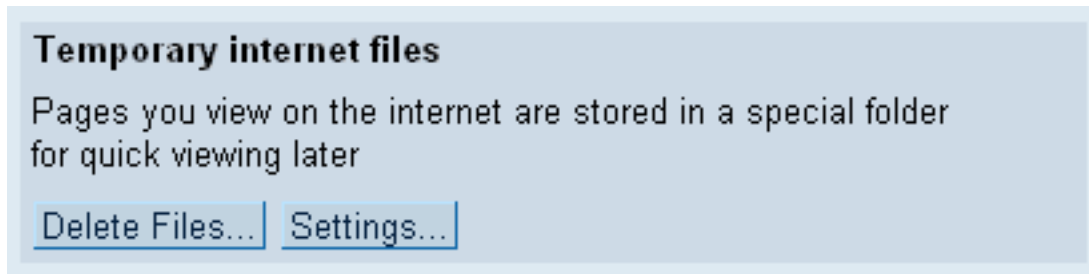 Temporary internet files
Pages you view on the internet are stored in a special folder
for quick viewing later
Delete Files... Settings...